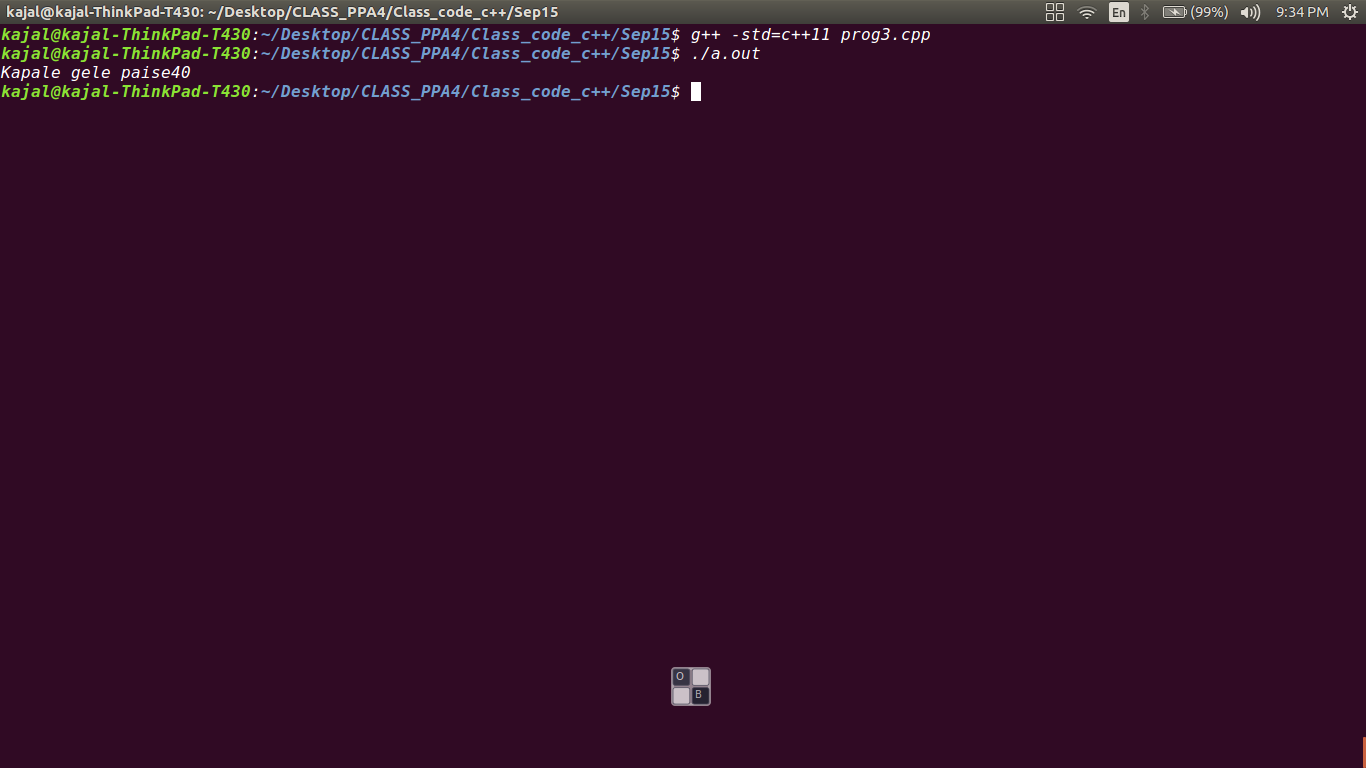 kajal@kajal-ThinkPad-T430: ~/Desktop/CLASS_PPA4/Class_code_c++/Sep15
En (99%) 9:34 PM
kajal@kajal-ThinkPad-T430:~/Desktop/CLASS_PPA4/Class_code_c++/Sep15$ g++ -std=c++11 prog3.cpp
kajal@kajal-ThinkPad-T430:~/Desktop/CLASS_PPA4/Class_code_c++/Sep15$ ./a.out
Kapale gele paise40
kajal@kajal-ThinkPad-T430:~/Desktop/CLASS_PPA4/Class_code_c++/Sep15$
O
B